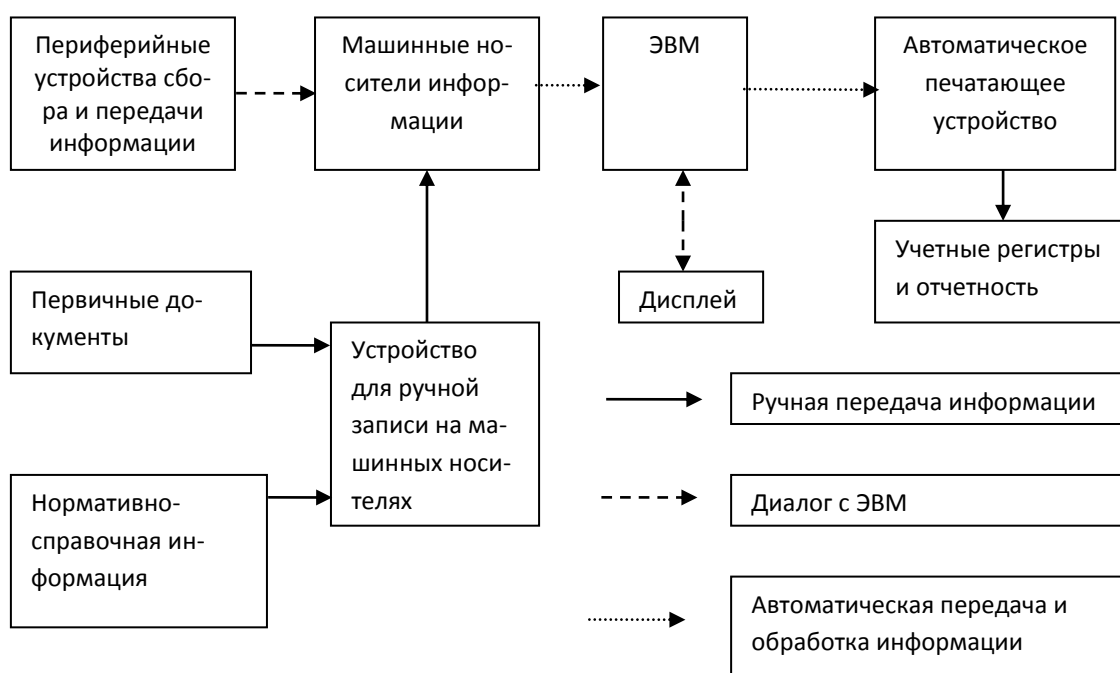 Периферийные
устройства сбо-
ра и передачи
информации
Машинные но-
сители инфор-
мации
ЭВМ
Автоматическое
печатающее
устройство
Учетные регистры
и отчетность
Дисплей
Первичные до-
кументы
Устройство
для ручной
записи на ма-
шинных носи-
телях
Нормативно-
справочная ин-
формация
Ручная передача информации
Диалог с ЭВМ
Автоматическая передача и
обработка информации